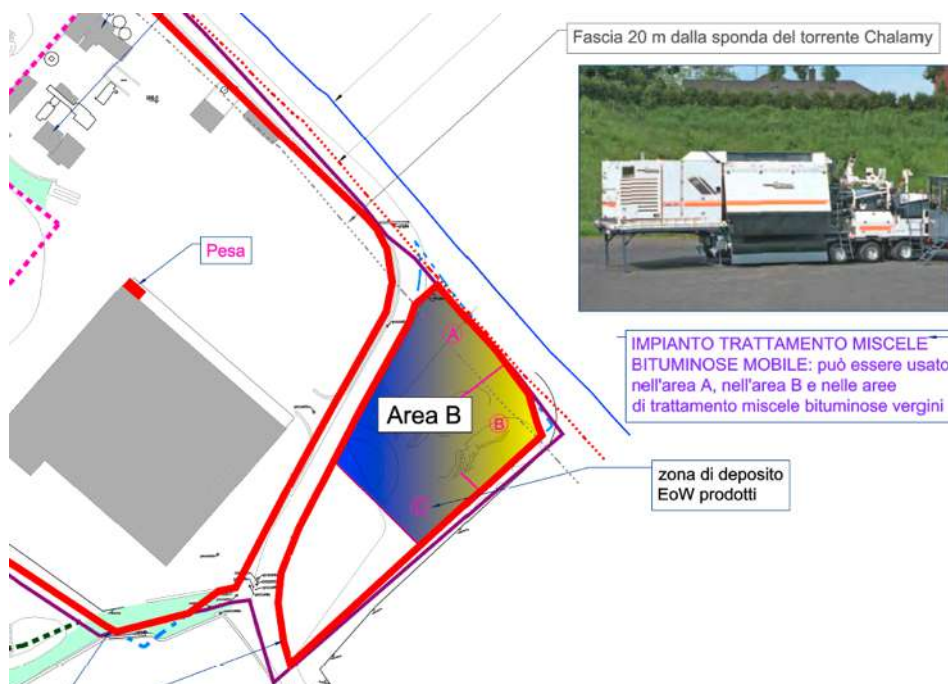 Fascia 20 m dalla sponda del torrente Chalamy
Pesa
IMPIANTO TRATTAMENTO MISCELE
BITUMINOSE MOBILE: può essere usato
nell'area A, nell'area B e nelle aree
di trattamento miscele bituminose vergini
A
Area B
B
zona di deposito
EoW prodotti